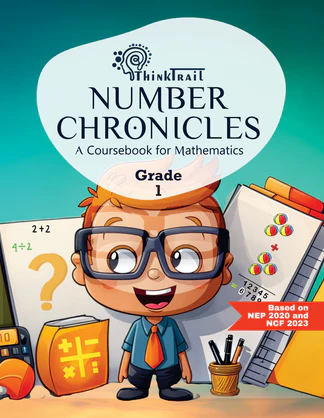 ThinkTrail
NUMBER
CHRONICLES
A Coursebook for Mathematics
Grade
1
2+2
4÷2
?
×
12345
=
Based on
NEP 2020 and
NCF 2023